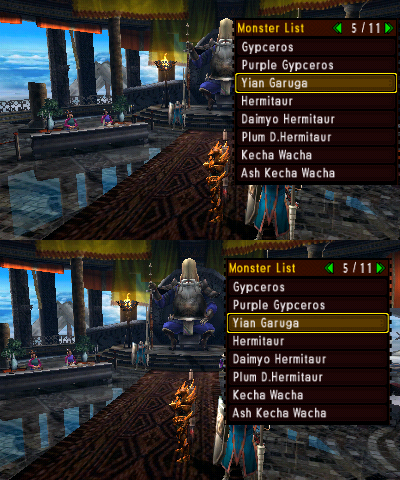 Monster List 5 / 11
Gypceros
Purple Gypceros
Yian Garuga
Hermitaur
Daimyo Hermitaur
Plum D.Hermitaur
Kecha Wacha
Ash Kecha Wacha
Monster List 5 / 11
Gypceros
Purple Gypceros
Yian Garuga
Hermitaur
Daimyo Hermitaur
Plum D.Hermitaur
Kecha Wacha
Ash Kecha Wacha